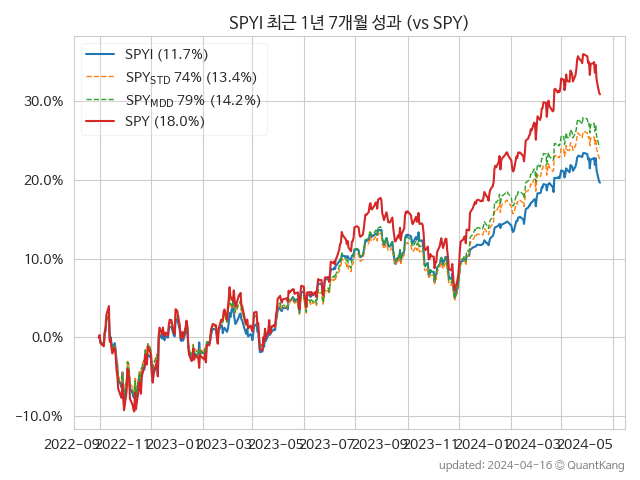 SPYI 최근 1년 7개월 성과 (vs SPY)
SPYI (11.7%)
SPY_STD 74% (13.4%)
SPY_MDD 79% (14.2%)
SPY (18.0%)
30.0%
20.0%
10.0%
0.0%
−10.0%
2022-09 2022-11 2023-01 2023-03 2023-05 2023-07 2023-09 2023-11 2024-01 2024-03 2024-05
updated: 2024-04-16 © QuantKang